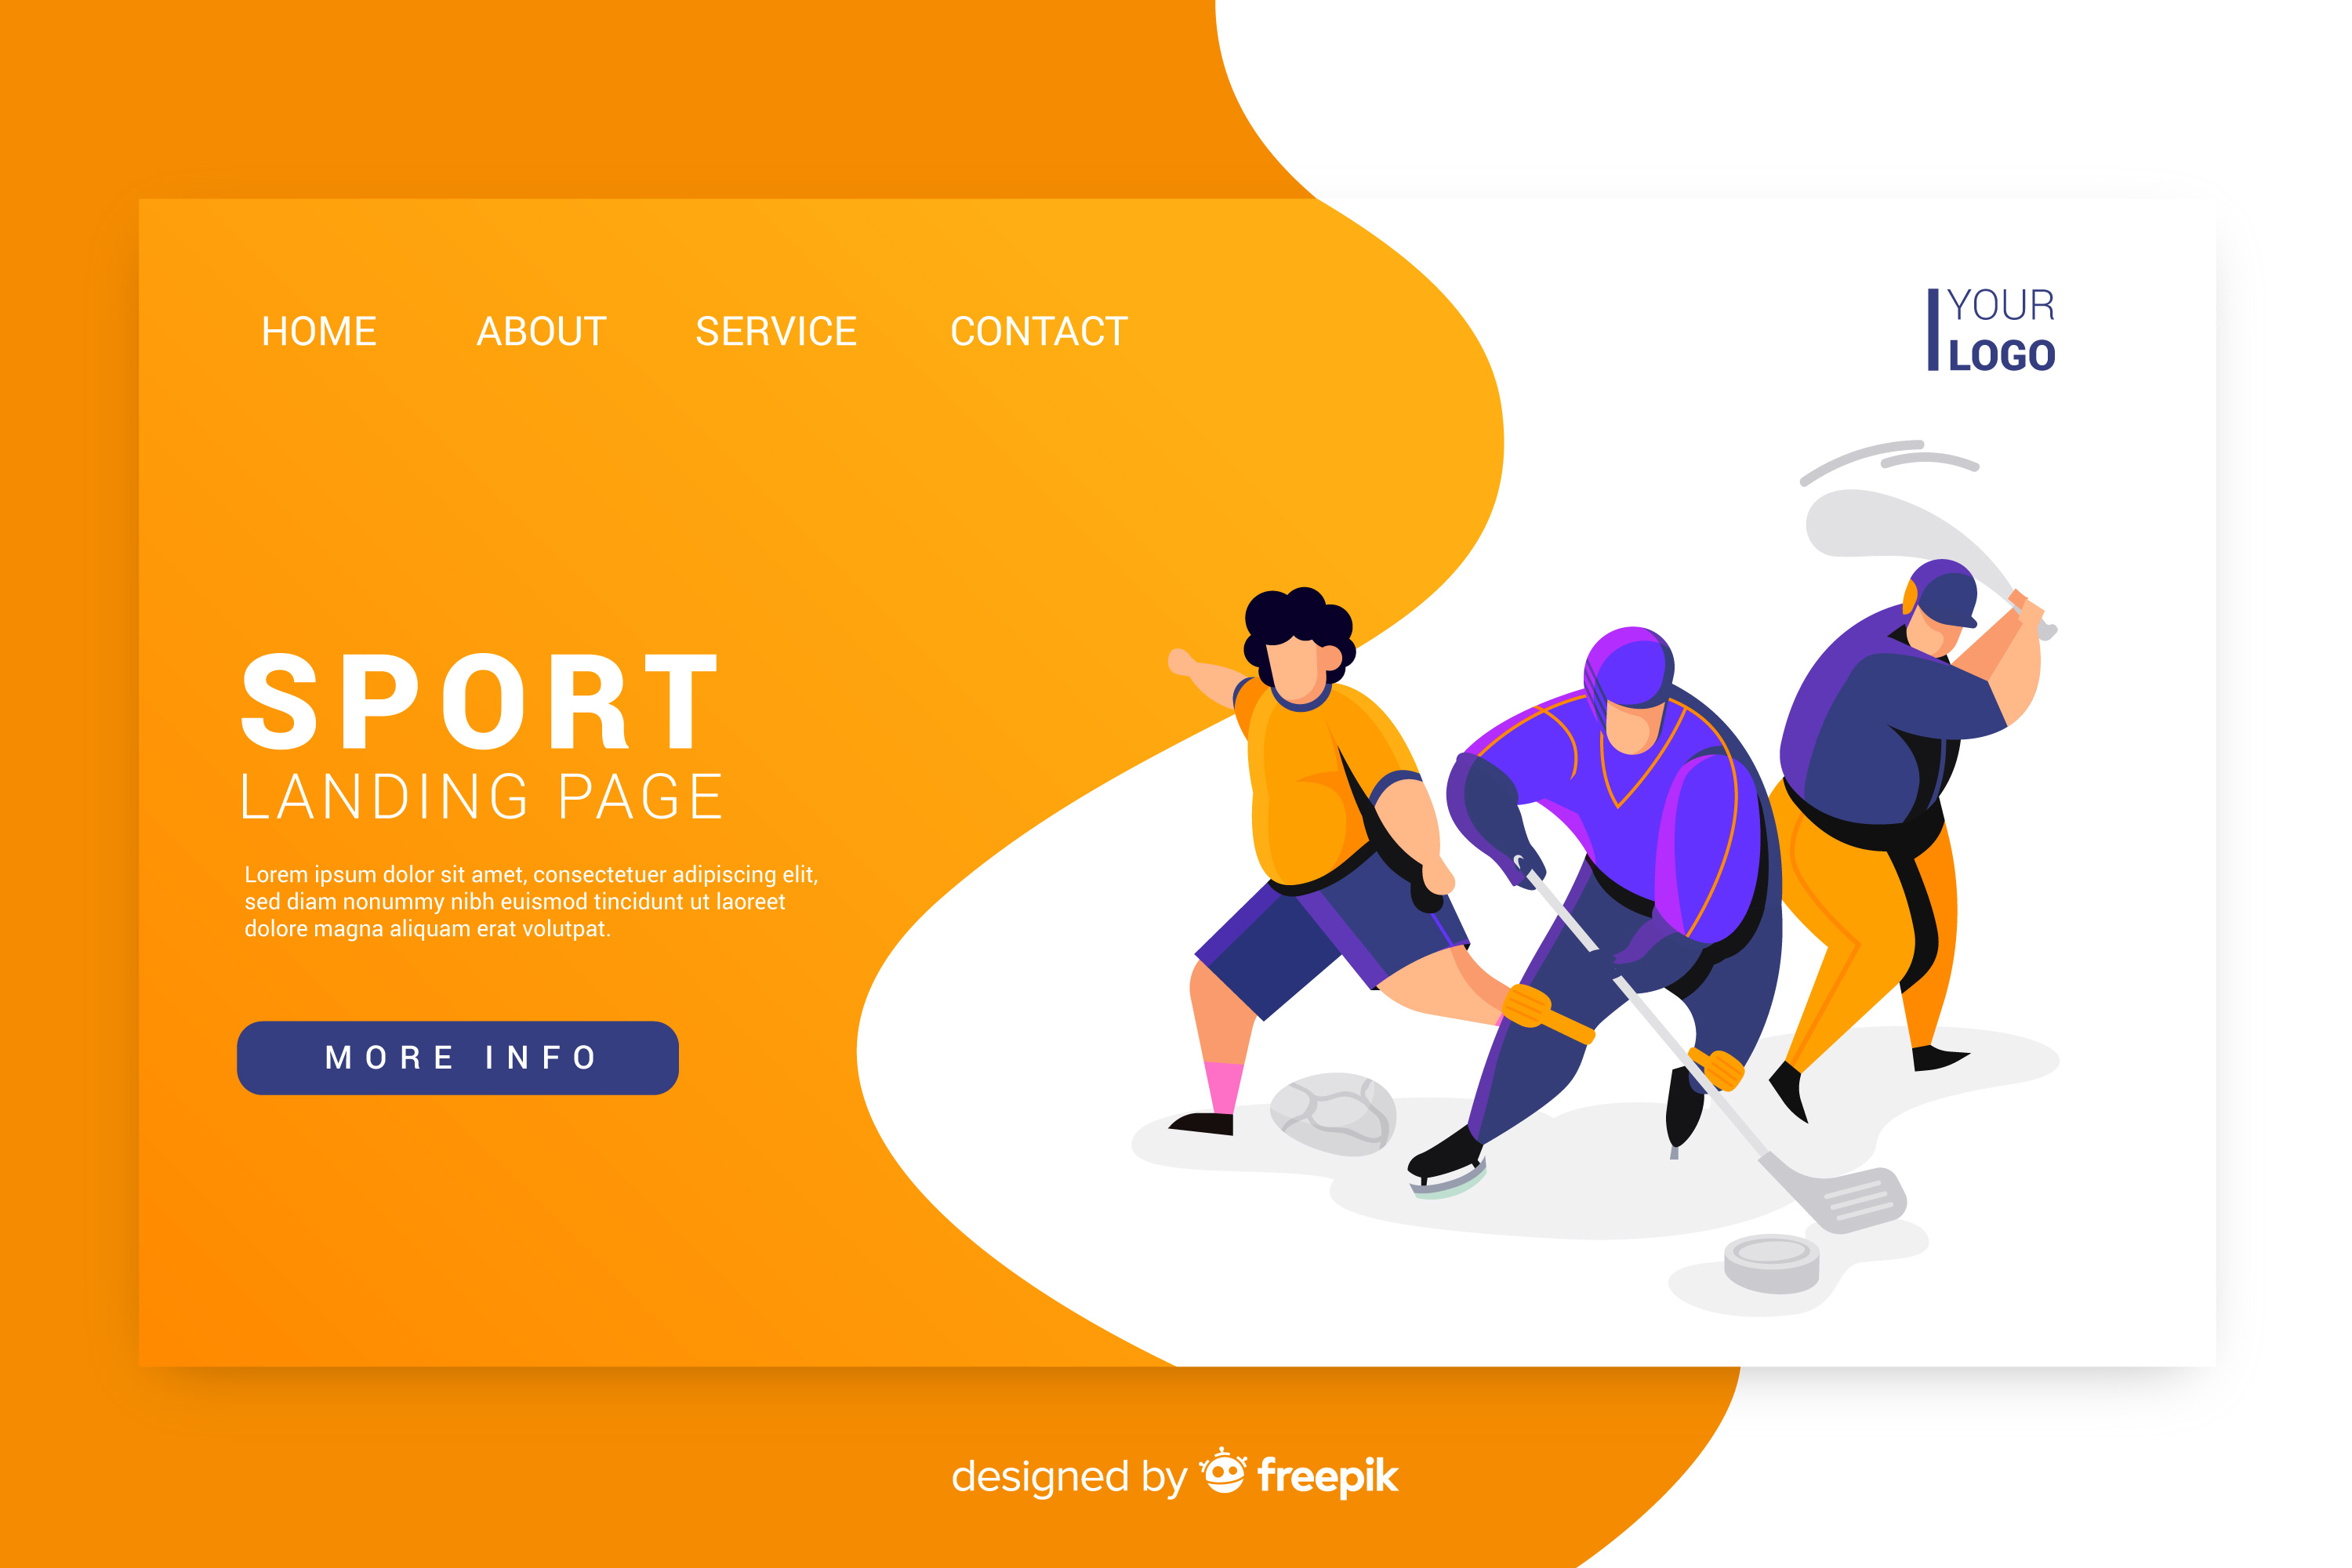 HOME ABOUT SERVICE CONTACT
YOUR
LOGO
SPORT
LANDING PAGE
Lorem ipsum dolor sit amet, consectetuer adipiscing elit,
sed diam nonummy nibh euismod tincidunt ut laoreet
dolore magna aliquam erat volutpat.
MORE INFO
designed by freepik